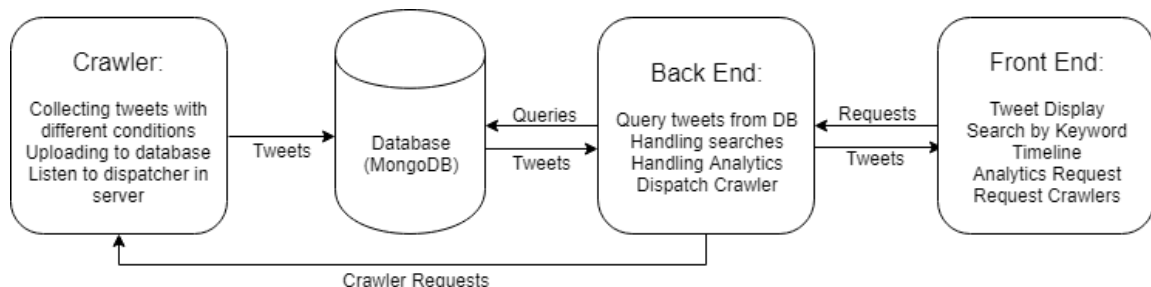 Crawler:
Collecting tweets with
different conditions
Uploading to database
Listen to dispatcher in
server
Tweets
Database
(MongoDB)
Queries
Tweets
Back End:
Query tweets from DB
Handling searches
Handling Analytics
Dispatch Crawler
Requests
Tweets
Front End:
Tweet Display
Search by Keyword
Timeline
Analytics Request
Request Crawlers
Crawler Requests